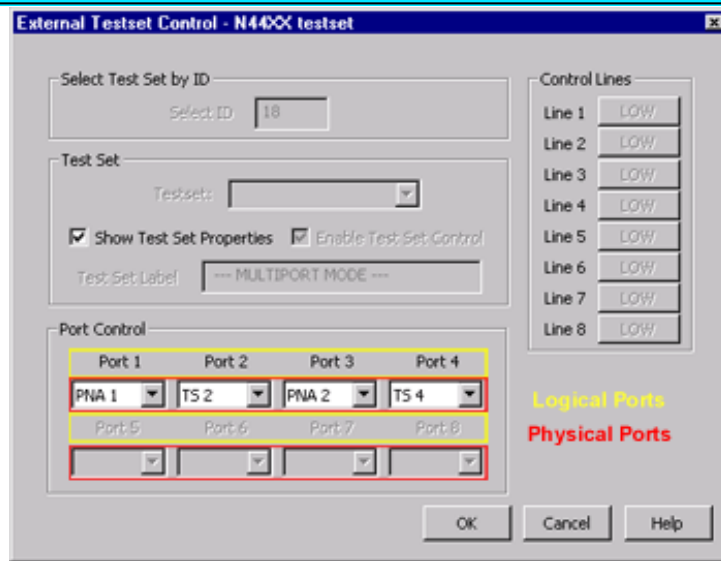 External Testset Control - N44XX testset
Select Test Set by ID
Select ID 18
Test Set
Testset:
Show Test Set Properties Enable Test Set Control
Test Set Label --- MULTIPORT MODE ---
Port Control
Port 1 Port 2 Port 3 Port 4
PNA 1 TS 2 PNA 2 TS 4
Port 5 Port 6 Port 7 Port 8
Control Lines
Line 1 LOW
Line 2 LOW
Line 3 LOW
Line 4 LOW
Line 5 LOW
Line 6 LOW
Line 7 LOW
Line 8 LOW
Logical Ports
Physical Ports
OK Cancel Help